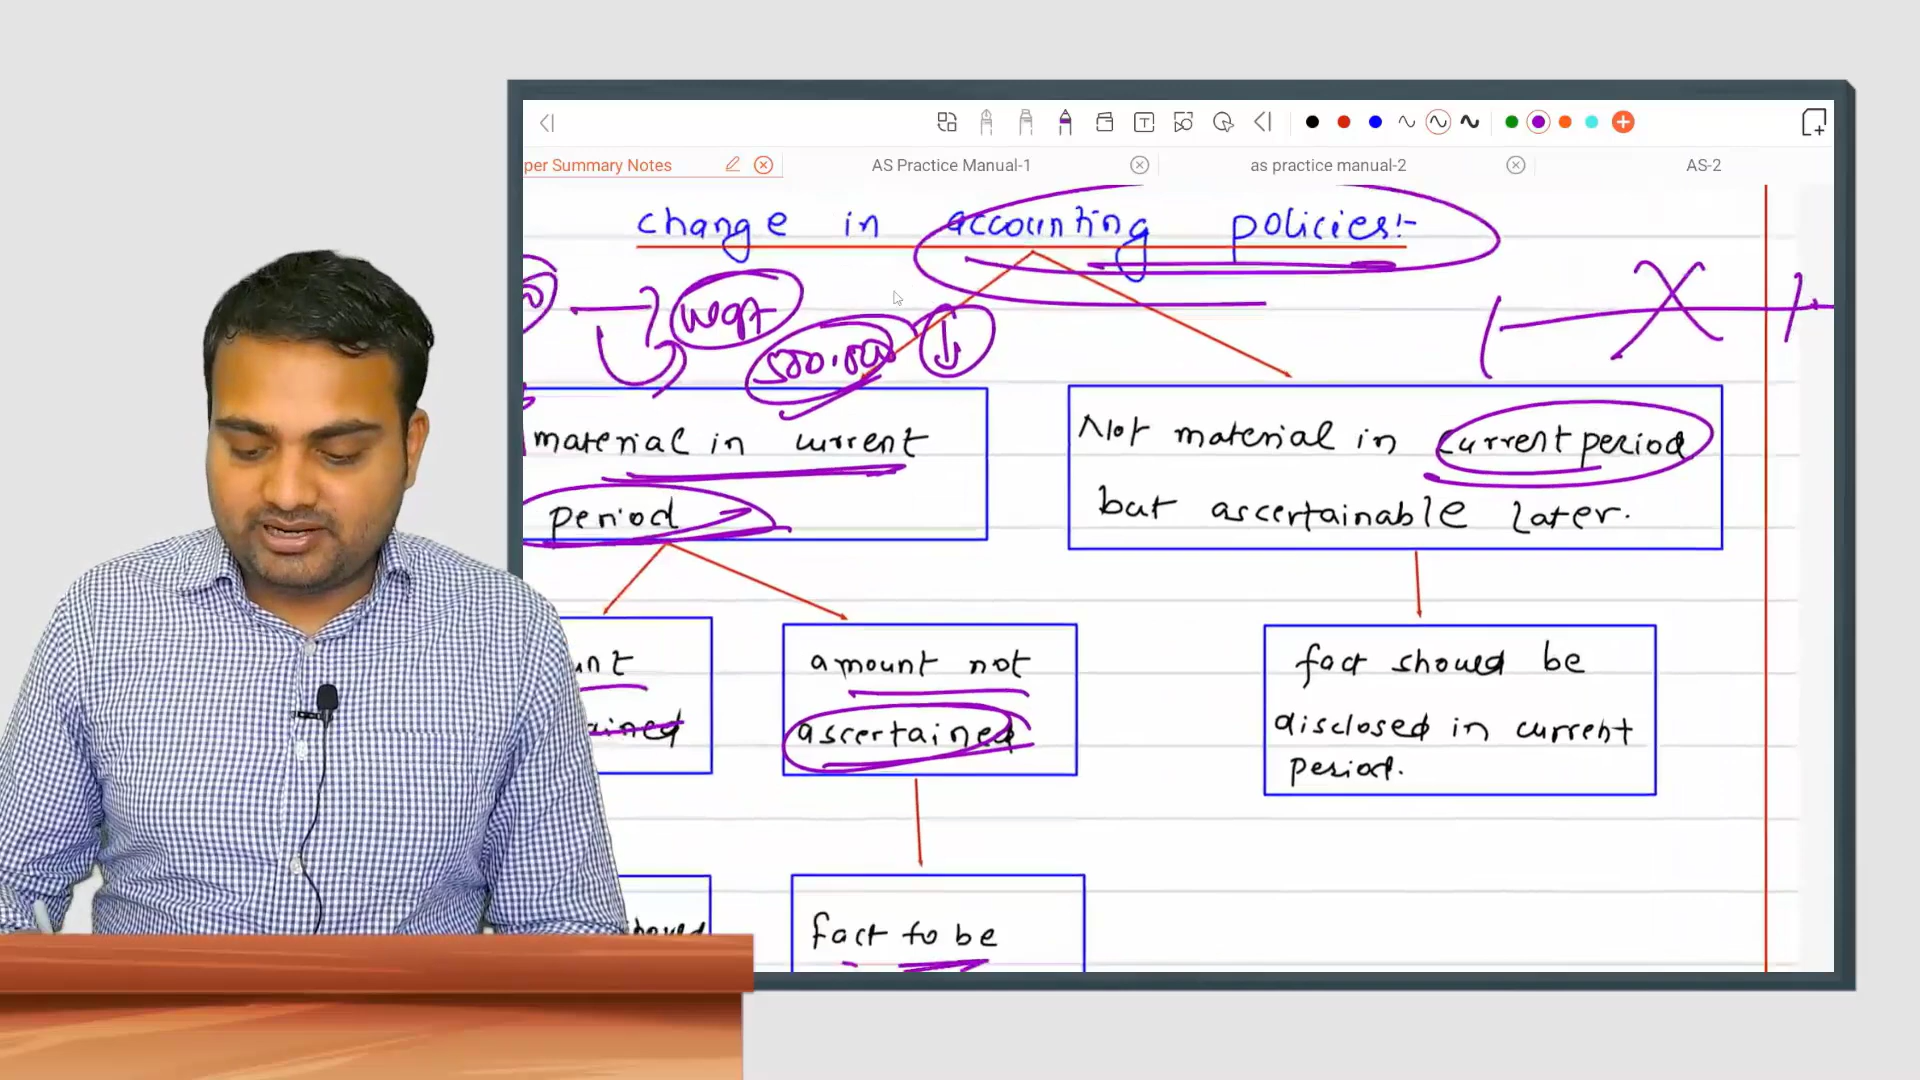 per Summary Notes
AS Practice Manual-1
as practice manual-2
AS-2
change in accounting policies:-
material in current
period
Not material in current period
but ascertainable later.
amount not
ascertained
fact should be
disclosed in current
period.
fact to be